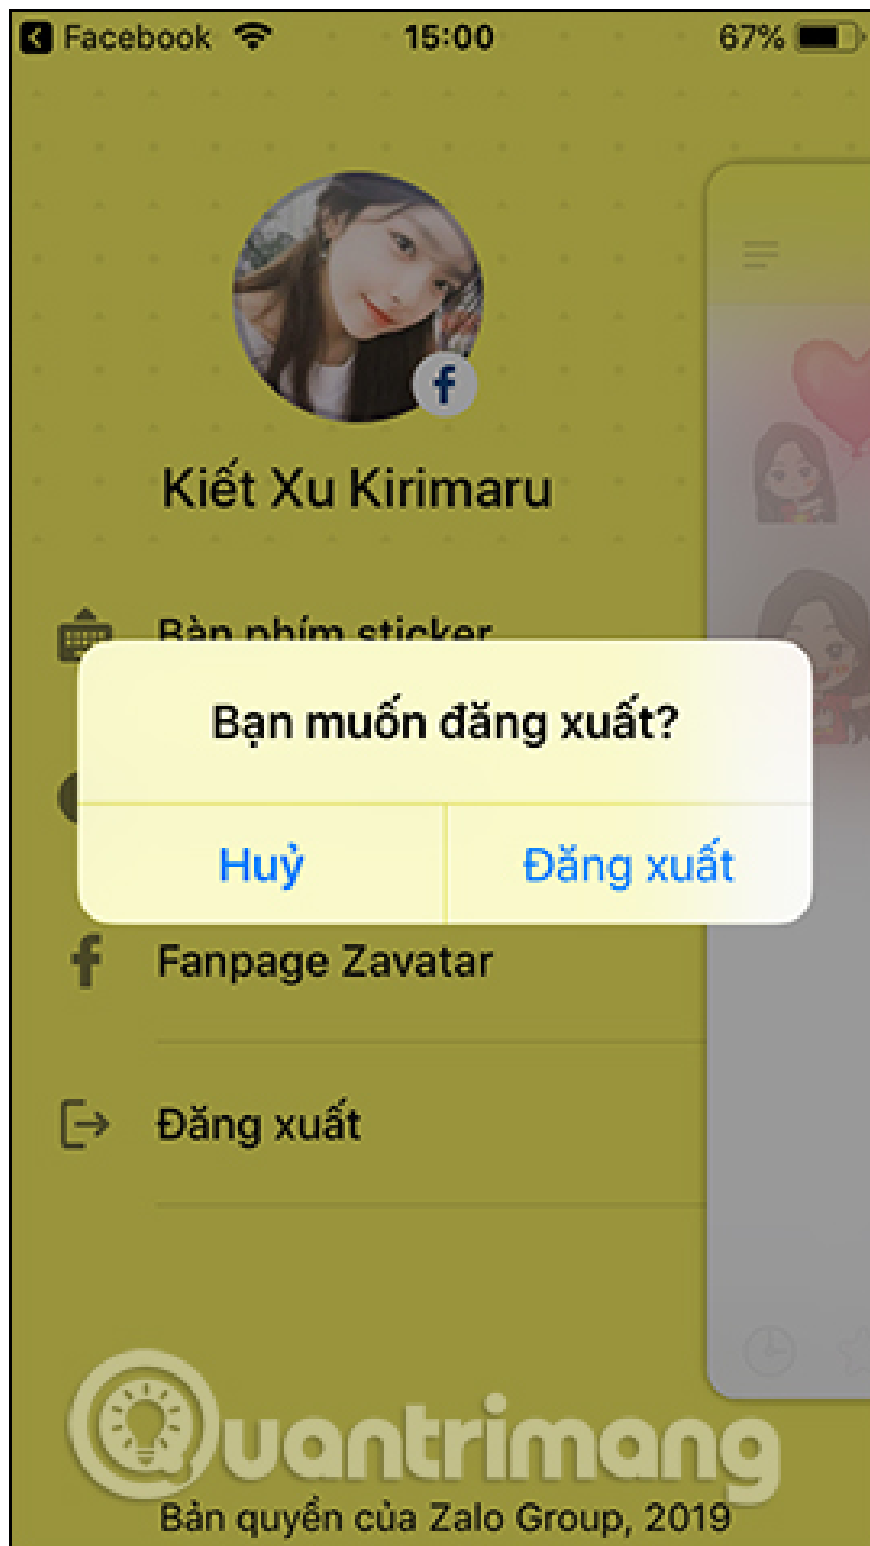 Facebook 15:00 67%
Kiết Xu Kirimaru
Bàn phím sticker
Bạn muốn đăng xuất?
Huỷ Đăng xuất
Fanpage Zavatar
Đăng xuất
Quantrimang
Bản quyền của Zalo Group, 2019